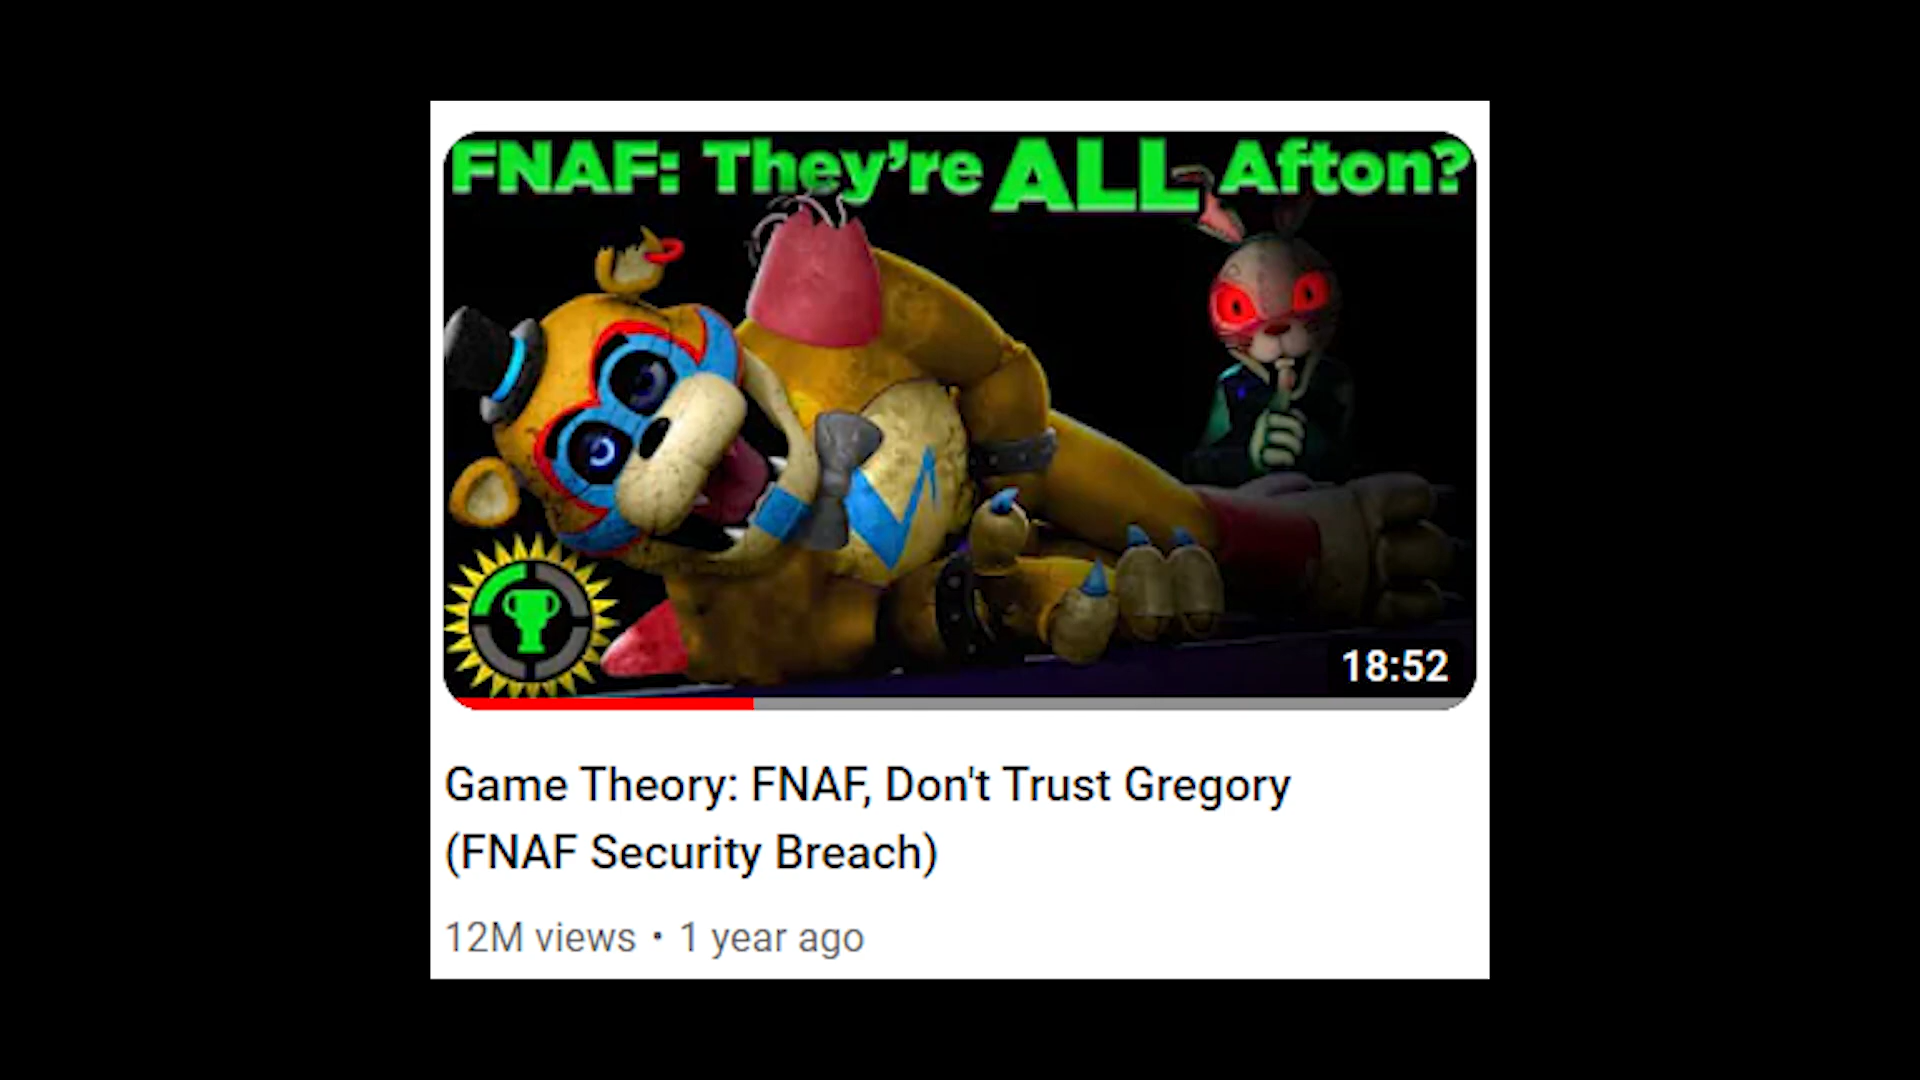 FNAF: They're ALL Afton?
18:52
Game Theory: FNAF, Don't Trust Gregory
(FNAF Security Breach)
12M views • 1 year ago